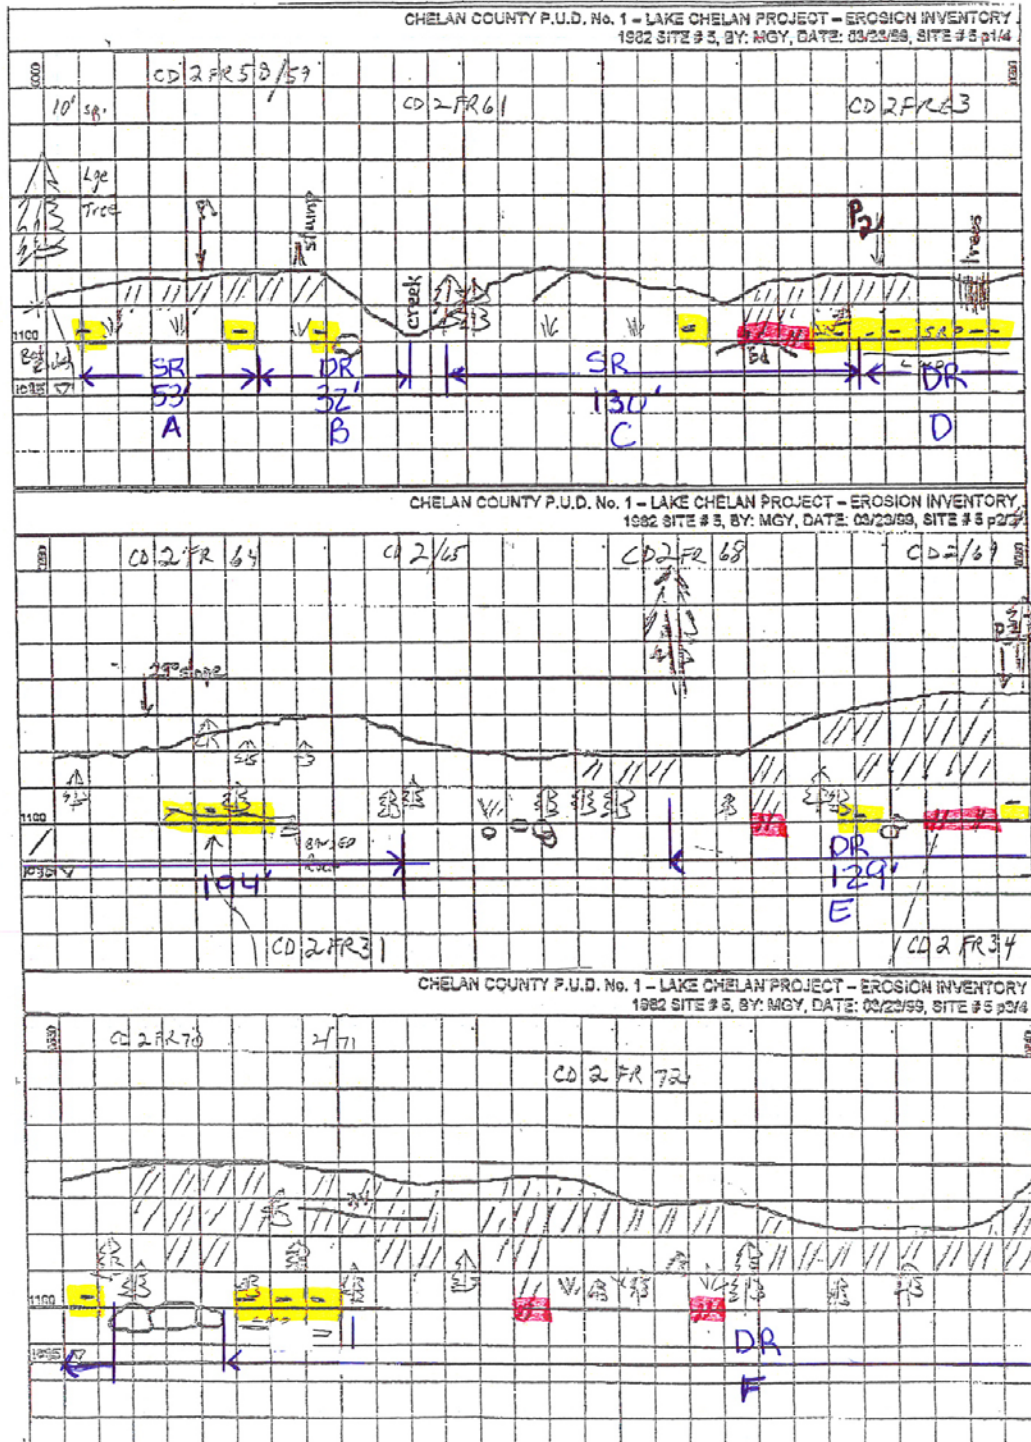 CHELAN COUNTY P.U.D. No. 1 – LAKE CHELAN PROJECT – EROSION INVENTORY
1982 SITE # 5, BY: MGY, DATE: 03/23/99, SITE # 5 p1/4
CD 2 FR 58/59
10' SR.
CD 2 FR 61
CD 2 FR 63
Lge
Tree
stump
P2
trees
creek
1100
SR DR SR DR
53' 32' 130'
A B C D
CHELAN COUNTY P.U.D. No. 1 – LAKE CHELAN PROJECT – EROSION INVENTORY
1982 SITE # 5, BY: MGY, DATE: 03/23/99, SITE # 5 p2/
CD 2 FR 64 CD 2/65 CD 2 FR 68 CD 2/69
25° slope
1100
194'
DR
129'
E
CD 2 FR 31
CD 2 FR 34
CHELAN COUNTY P.U.D. No. 1 – LAKE CHELAN PROJECT – EROSION INVENTORY
1982 SITE # 5, BY: MGY, DATE: 03/23/99, SITE # 5 p3/4
CD 2 FR 70 2/71
CD 2 FR 72
1100
1095
DR
F